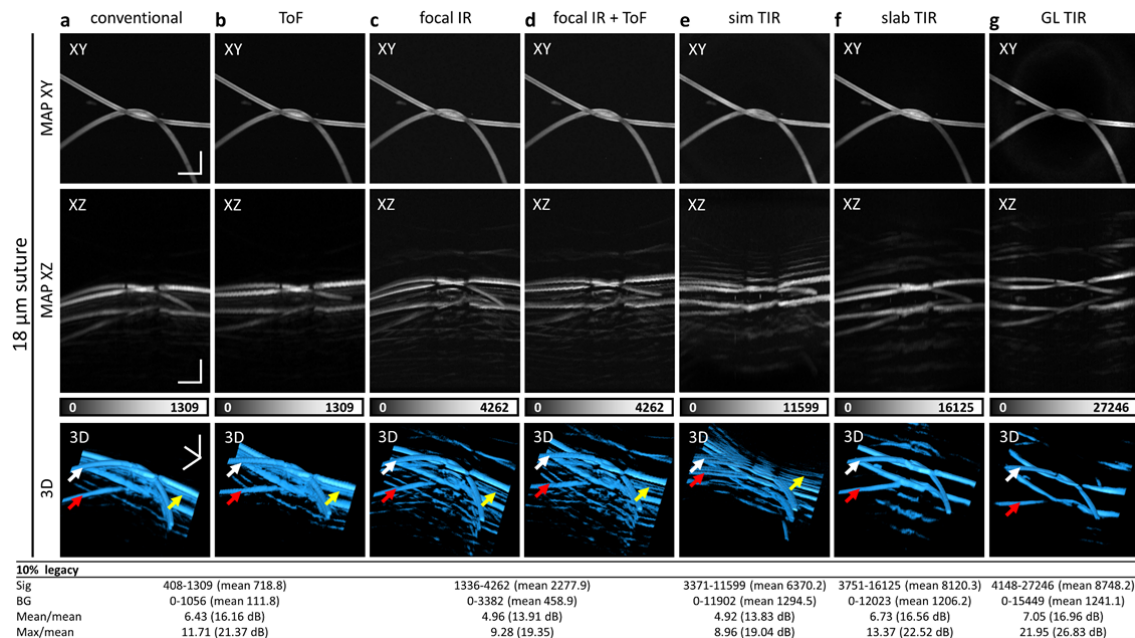 a conventional b ToF c focal IR d focal IR + ToF e sim TIR f slab TIR g GL TIR
MAP XY
XY XY XY XY XY XY XY
18 µm suture
MAP XZ
XZ XZ XZ XZ XZ XZ XZ
0 1309 0 1309 0 4262 0 4262 0 11599 0 16125 0 27246
3D
3D 3D 3D 3D 3D 3D 3D
10% legacy
Sig 408-1309 (mean 718.8) 1336-4262 (mean 2277.9) 3371-11599 (mean 6370.2) 3751-16125 (mean 8120.3) 4148-27246 (mean 8748.2)
BG 0-1056 (mean 111.8) 0-3382 (mean 458.9) 0-11902 (mean 1294.5) 0-12023 (mean 1206.2) 0-15449 (mean 1241.1)
Mean/mean 6.43 (16.16 dB) 4.96 (13.91 dB) 4.92 (13.83 dB) 6.73 (16.56 dB) 7.05 (16.96 dB)
Max/mean 11.71 (21.37 dB) 9.28 (19.35) 8.96 (19.04 dB) 13.37 (22.52 dB) 21.95 (26.83 dB)